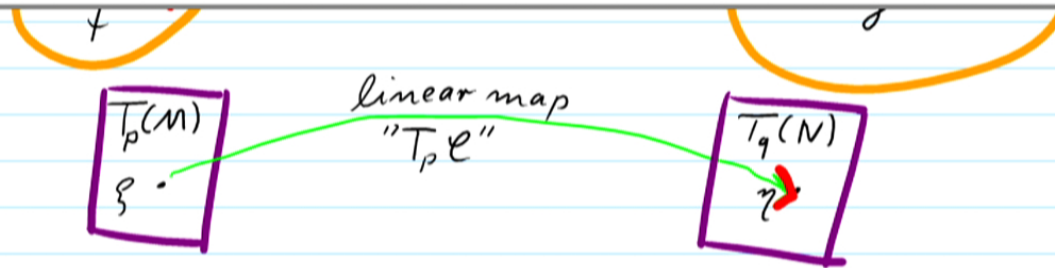 linear map
T_p(M)
"T_p φ"
T_q(N)
ξ
η